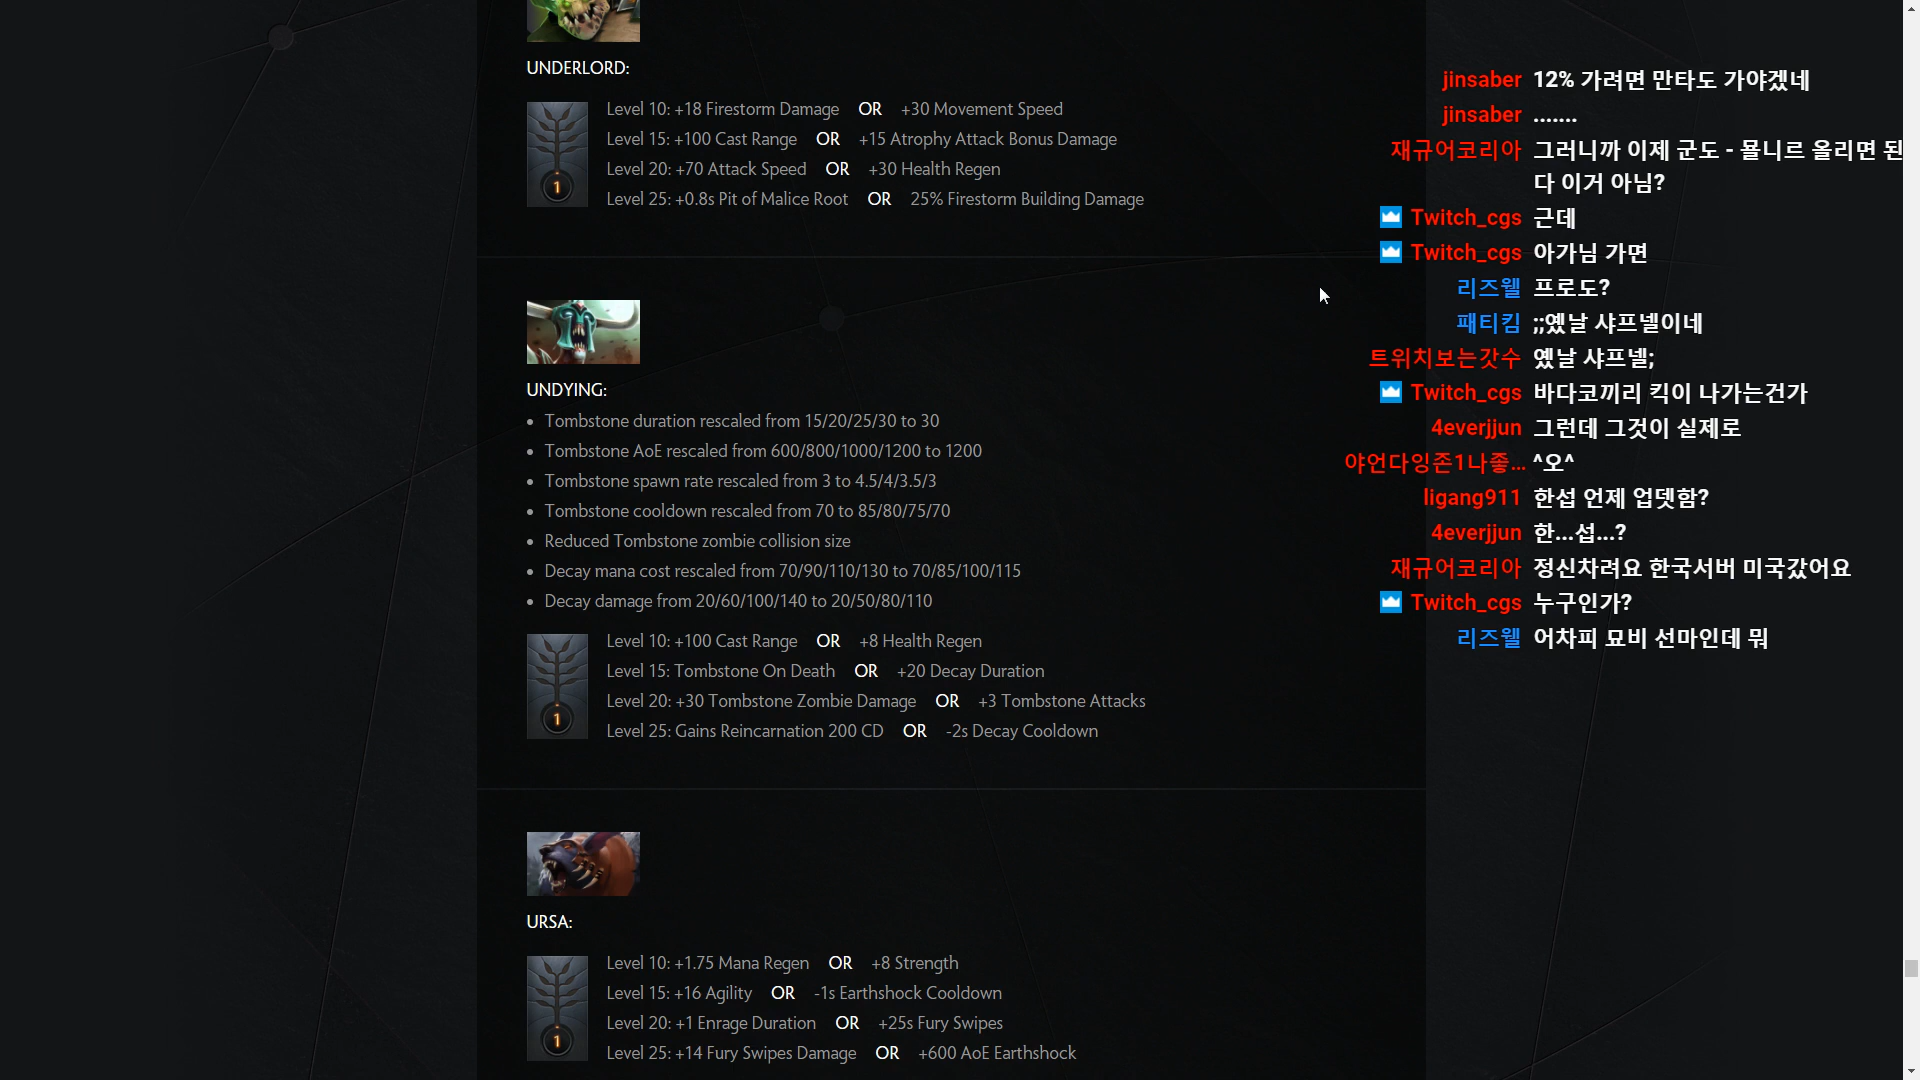 UNDERLORD:
Level 10: +18 Firestorm Damage OR +30 Movement Speed
Level 15: +100 Cast Range OR +15 Atrophy Attack Bonus Damage
Level 20: +70 Attack Speed OR +30 Health Regen
Level 25: +0.8s Pit of Malice Root OR 25% Firestorm Building Damage
1
UNDYING:
Tombstone duration rescaled from 15/20/25/30 to 30
Tombstone AoE rescaled from 600/800/1000/1200 to 1200
Tombstone spawn rate rescaled from 3 to 4.5/4/3.5/3
Tombstone cooldown rescaled from 70 to 85/80/75/70
Reduced Tombstone zombie collision size
Decay mana cost rescaled from 70/90/110/130 to 70/85/100/115
Decay damage from 20/60/100/140 to 20/50/80/110
Level 10: +100 Cast Range OR +8 Health Regen
Level 15: Tombstone On Death OR +20 Decay Duration
Level 20: +30 Tombstone Zombie Damage OR +3 Tombstone Attacks
Level 25: Gains Reincarnation 200 CD OR -2s Decay Cooldown
1
URSA:
Level 10: +1.75 Mana Regen OR +8 Strength
Level 15: +16 Agility OR -1s Earthshock Cooldown
Level 20: +1 Enrage Duration OR +25s Fury Swipes
Level 25: +14 Fury Swipes Damage OR +600 AoE Earthshock
1
jinsaber 12% 가려면 만타도 가야겠네
jinsaber .......
재규어코리아 그러니까 이제 군도 - 묠니르 올리면 된
다 이거 아님?
Twitch_cgs 근데
Twitch_cgs 아가님 가면
리즈웰 프로도?
패티킴 ;;옜날 샤프넬이네
트위치보는갓수 옜날 샤프넬;
Twitch_cgs 바다코끼리 킥이 나가는건가
4everjjun 그런데 그것이 실제로
야언다잉존1나좋... ^오^
ligang911 한섭 언제 업뎃함?
4everjjun 한...섭...?
재규어코리아 정신차려요 한국서버 미국갔어요
Twitch_cgs 누구인가?
리즈웰 어차피 묘비 선마인데 뭐